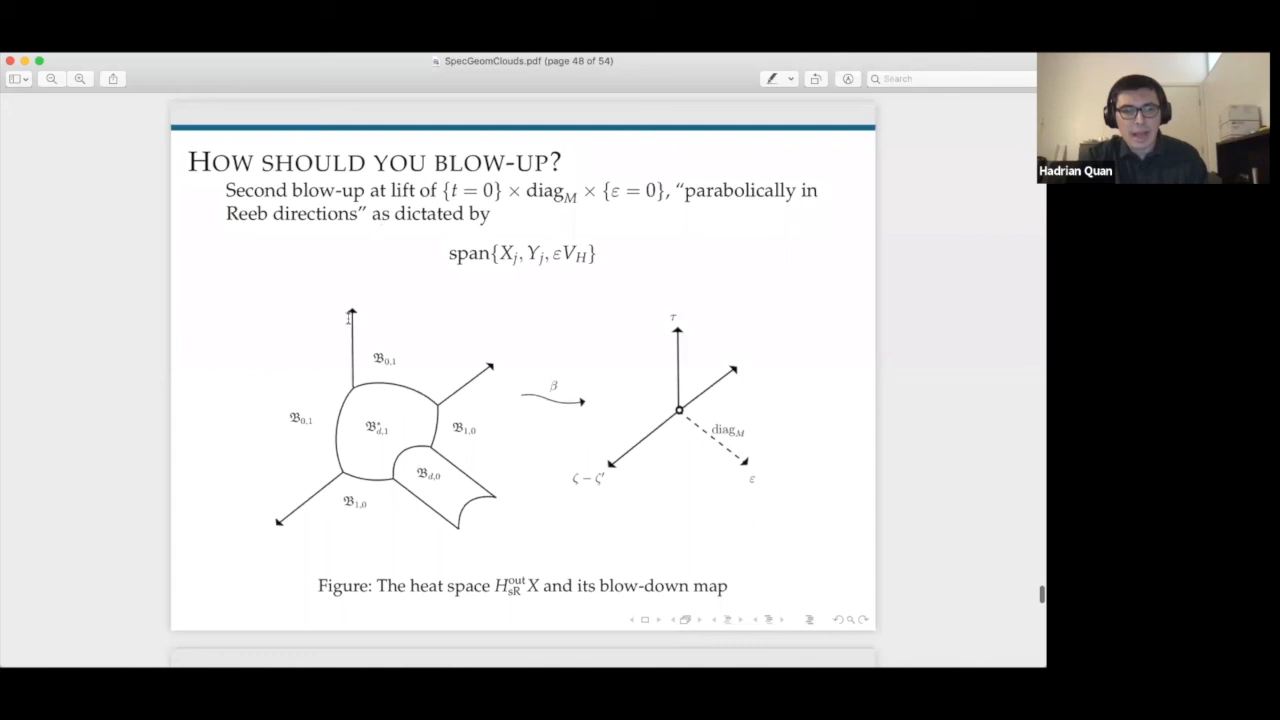 SpecGeomClouds.pdf (page 48 of 54)
Search
Hadrian Quan
HOW SHOULD YOU BLOW-UP?
Second blow-up at lift of {t = 0} × diag_M × {ε = 0}, “parabolically in
Reeb directions” as dictated by
span{X_j, Y_j, εV_H}
𝔅_{0,1}
𝔅_{0,1}
𝔅*_{d,1}
𝔅_{1,0}
𝔅_{d,0}
𝔅_{1,0}
β
τ
diag_M
ζ − ζ′
ε
Figure: The heat space H^{out}_{sR} X and its blow-down map